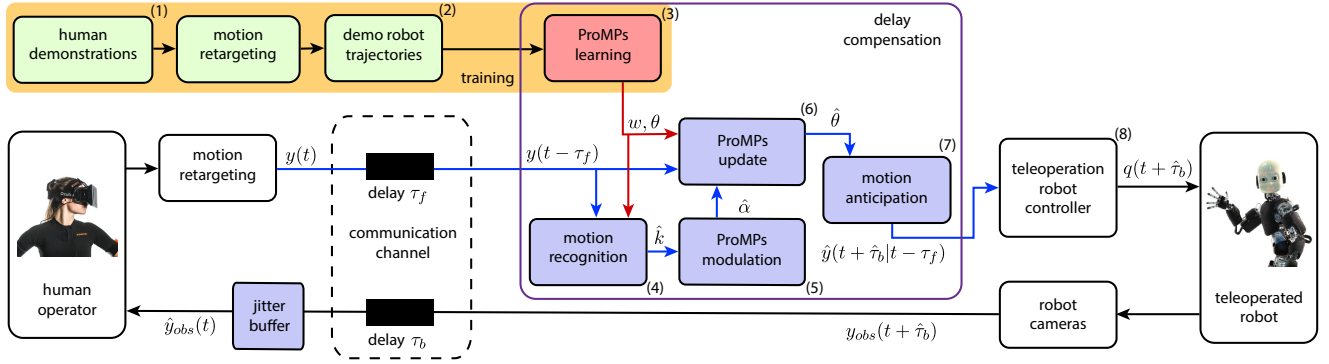 (1)
human
demonstrations
motion
retargeting
(2)
demo robot
trajectories
(3)
ProMPs
learning
training
delay
compensation
human
operator
motion
retargeting
y(t)
delay τ_f
communication
channel
y(t − τ_f)
w, θ
(6)
ProMPs
update
θ̂
(7)
motion
anticipation
motion
recognition
(4)
k̂
α̂
ProMPs
modulation
(5)
ŷ(t + τ̂_b|t − τ_f)
(8)
teleoperation
robot
controller
q(t + τ̂_b)
teleoperated
robot
robot
cameras
y_obs(t + τ̂_b)
delay τ_b
jitter
buffer
ŷ_obs(t)